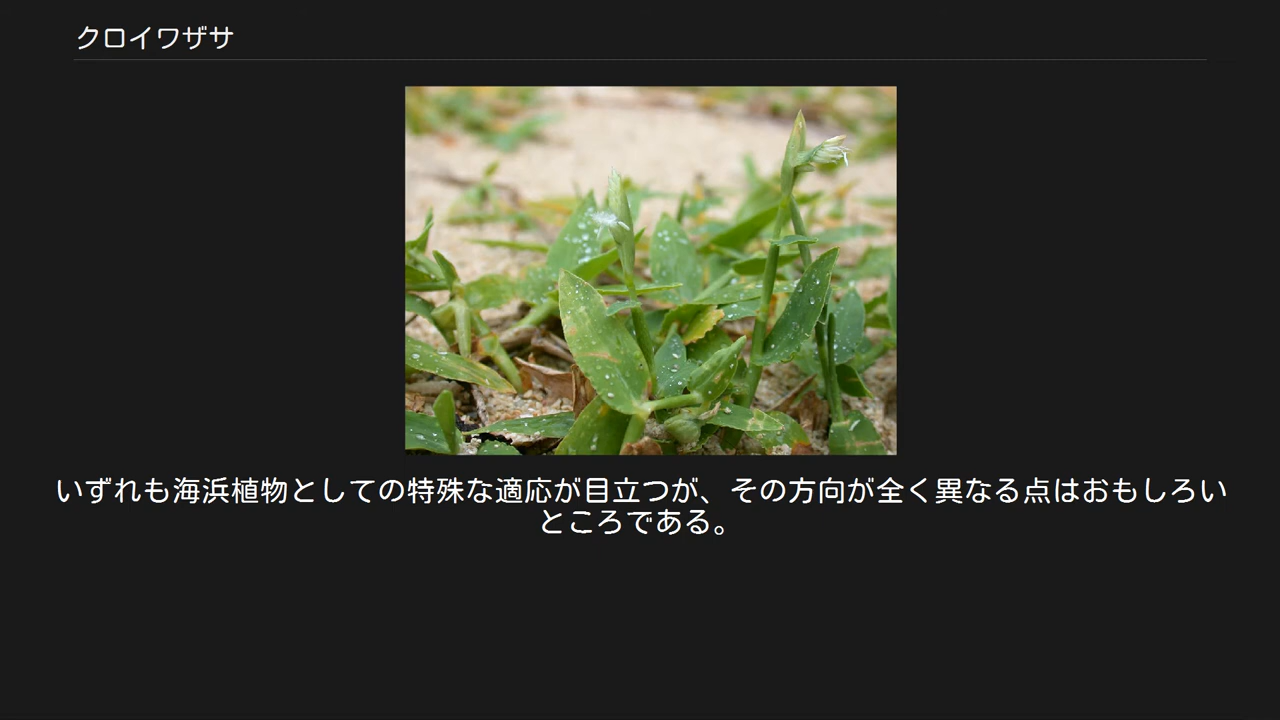 クロイワザサ
いずれも海浜植物としての特殊な適応が目立つが、その方向が全く異なる点はおもしろい
ところである。